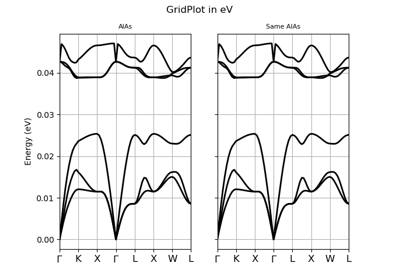 GridPlot in eV
AlAs
Same AlAs
Energy (eV)
0.04
0.03
0.02
0.01
0.00
Γ K X Γ L X W L
Γ K X Γ L X W L